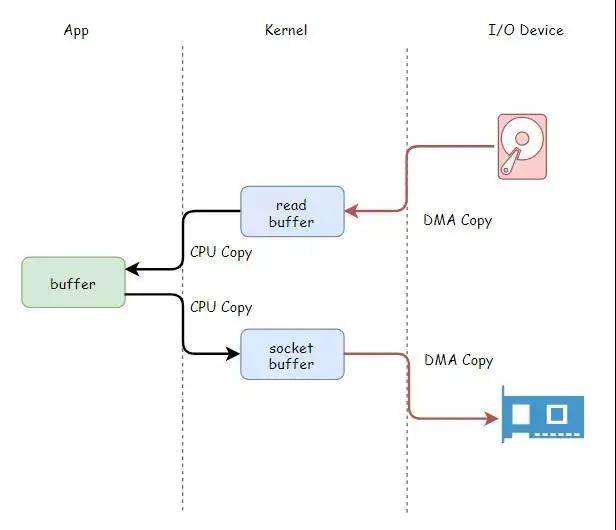 App
Kernel
I/O Device
read
buffer
DMA Copy
CPU Copy
buffer
CPU Copy
socket
buffer
DMA Copy